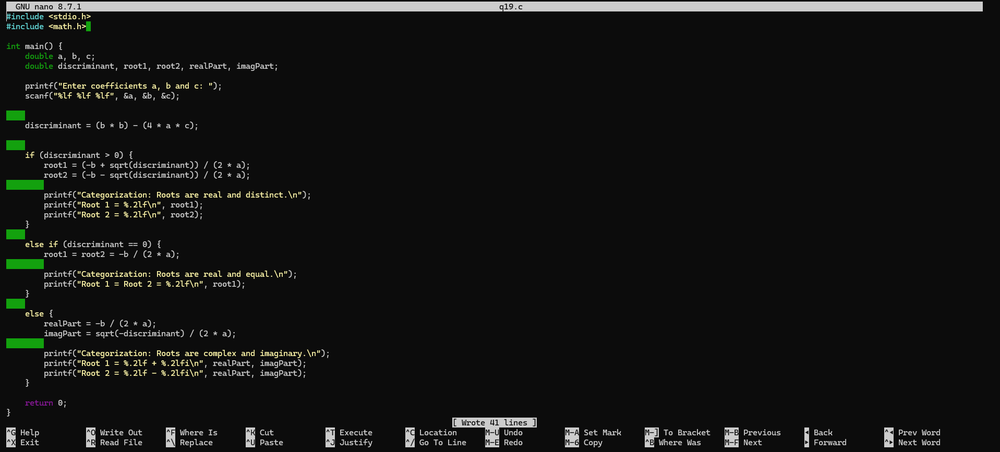 GNU nano 8.7.1 q19.c
#include <stdio.h>
#include <math.h>
int main() {
    double a, b, c;
    double discriminant, root1, root2, realPart, imagPart;
    printf("Enter coefficients a, b and c: ");
    scanf("%lf %lf %lf", &a, &b, &c);
    discriminant = (b * b) - (4 * a * c);
    if (discriminant > 0) {
        root1 = (-b + sqrt(discriminant)) / (2 * a);
        root2 = (-b - sqrt(discriminant)) / (2 * a);
        printf("Categorization: Roots are real and distinct.\n");
        printf("Root 1 = %.2lf\n", root1);
        printf("Root 2 = %.2lf\n", root2);
    }
    else if (discriminant == 0) {
        root1 = root2 = -b / (2 * a);
        printf("Categorization: Roots are real and equal.\n");
        printf("Root 1 = Root 2 = %.2lf\n", root1);
    }
    else {
        realPart = -b / (2 * a);
        imagPart = sqrt(-discriminant) / (2 * a);
        printf("Categorization: Roots are complex and imaginary.\n");
        printf("Root 1 = %.2lf + %.2lfi\n", realPart, imagPart);
        printf("Root 2 = %.2lf - %.2lfi\n", realPart, imagPart);
    }
    return 0;
}
[ Wrote 41 lines ]
^G Help ^O Write Out ^F Where Is ^K Cut ^T Execute ^C Location M-U Undo M-A Set Mark M-] To Bracket M-B Previous ◂ Back ^◂ Prev Word
^X Exit ^R Read File ^\ Replace ^U Paste ^J Justify ^/ Go To Line M-E Redo M-6 Copy ^B Where Was M-F Next ▸ Forward ^▸ Next Word